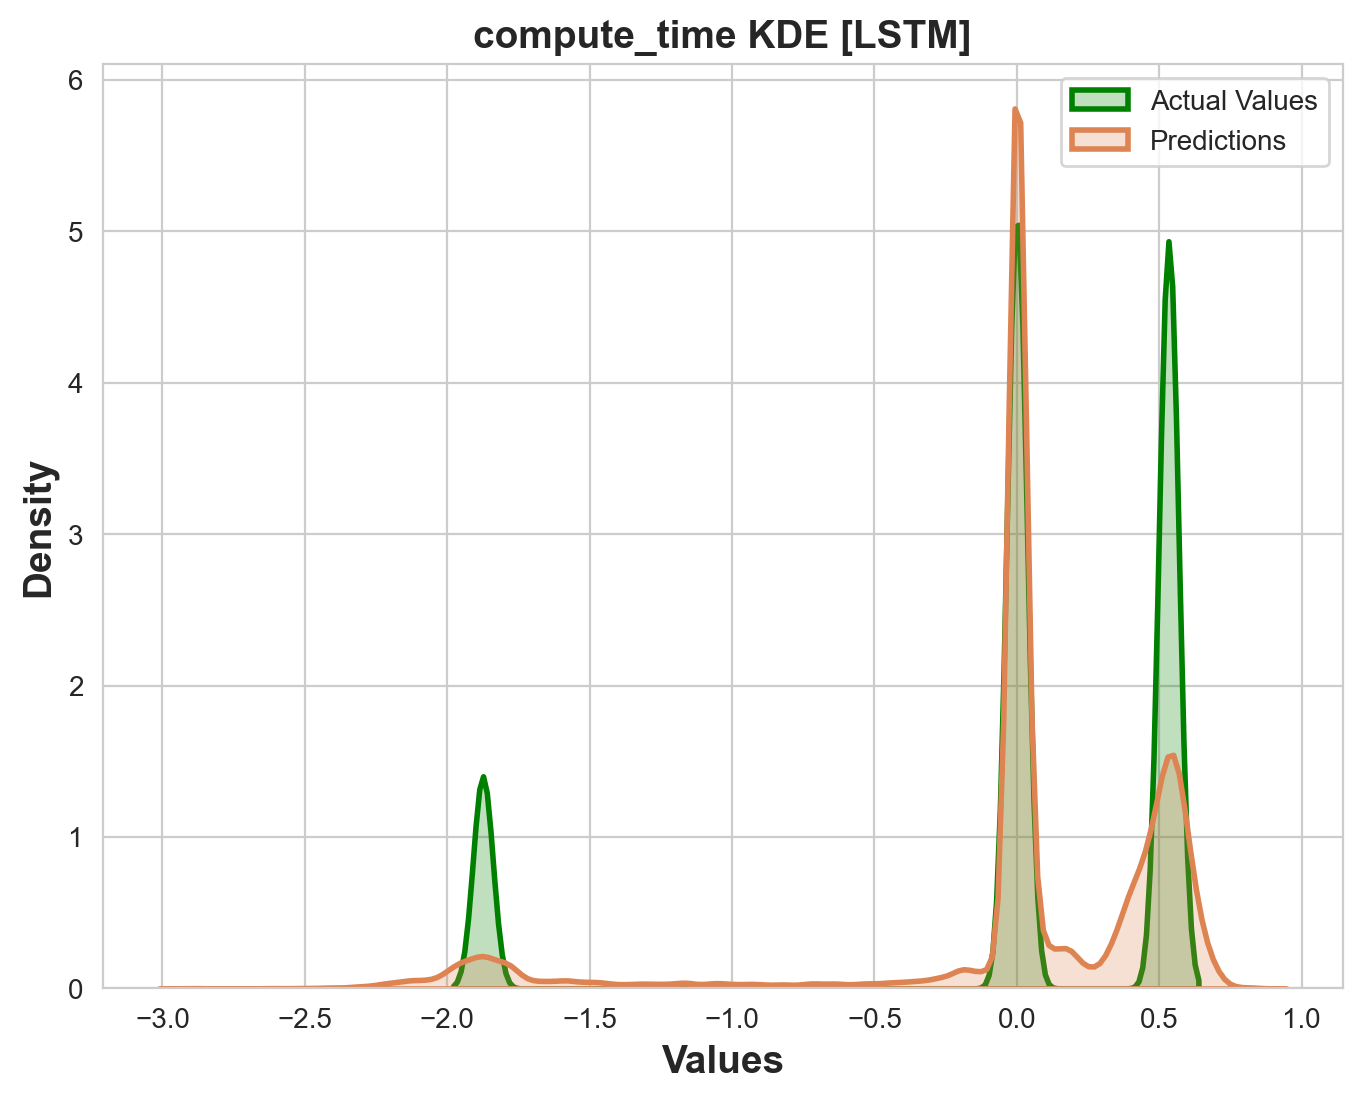 compute_time KDE [LSTM]
Actual Values
Predictions
6
5
4
3
2
1
0
Density
−3.0 −2.5 −2.0 −1.5 −1.0 −0.5 0.0 0.5 1.0
Values